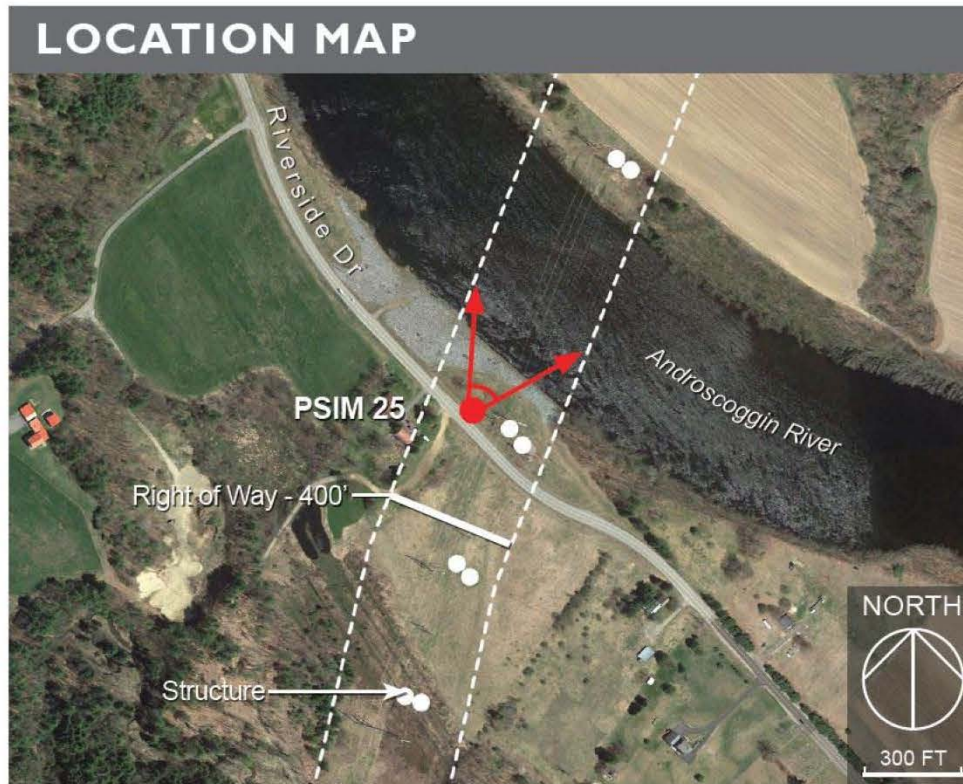 LOCATION MAP
Riverside Dr
Androscoggin River
PSIM 25
Right of Way - 400'
Structure
NORTH
300 FT